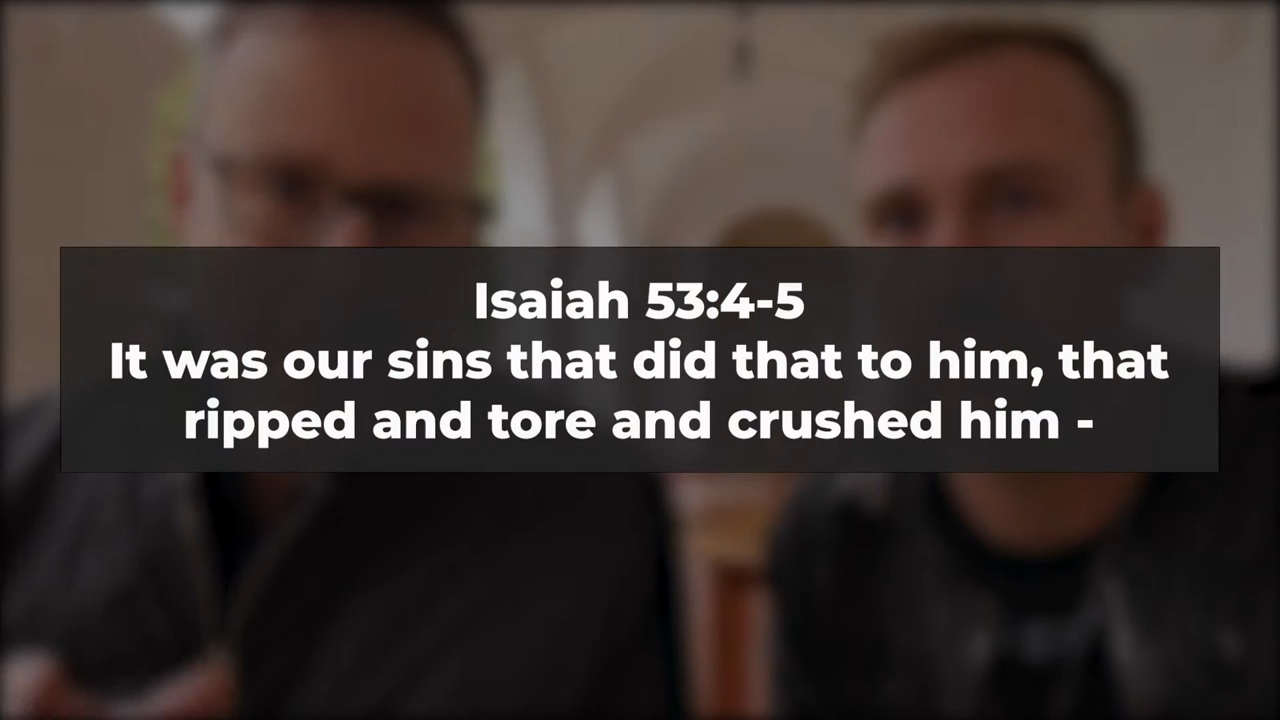 Isaiah 53:4-5
It was our sins that did that to him, that
ripped and tore and crushed him -